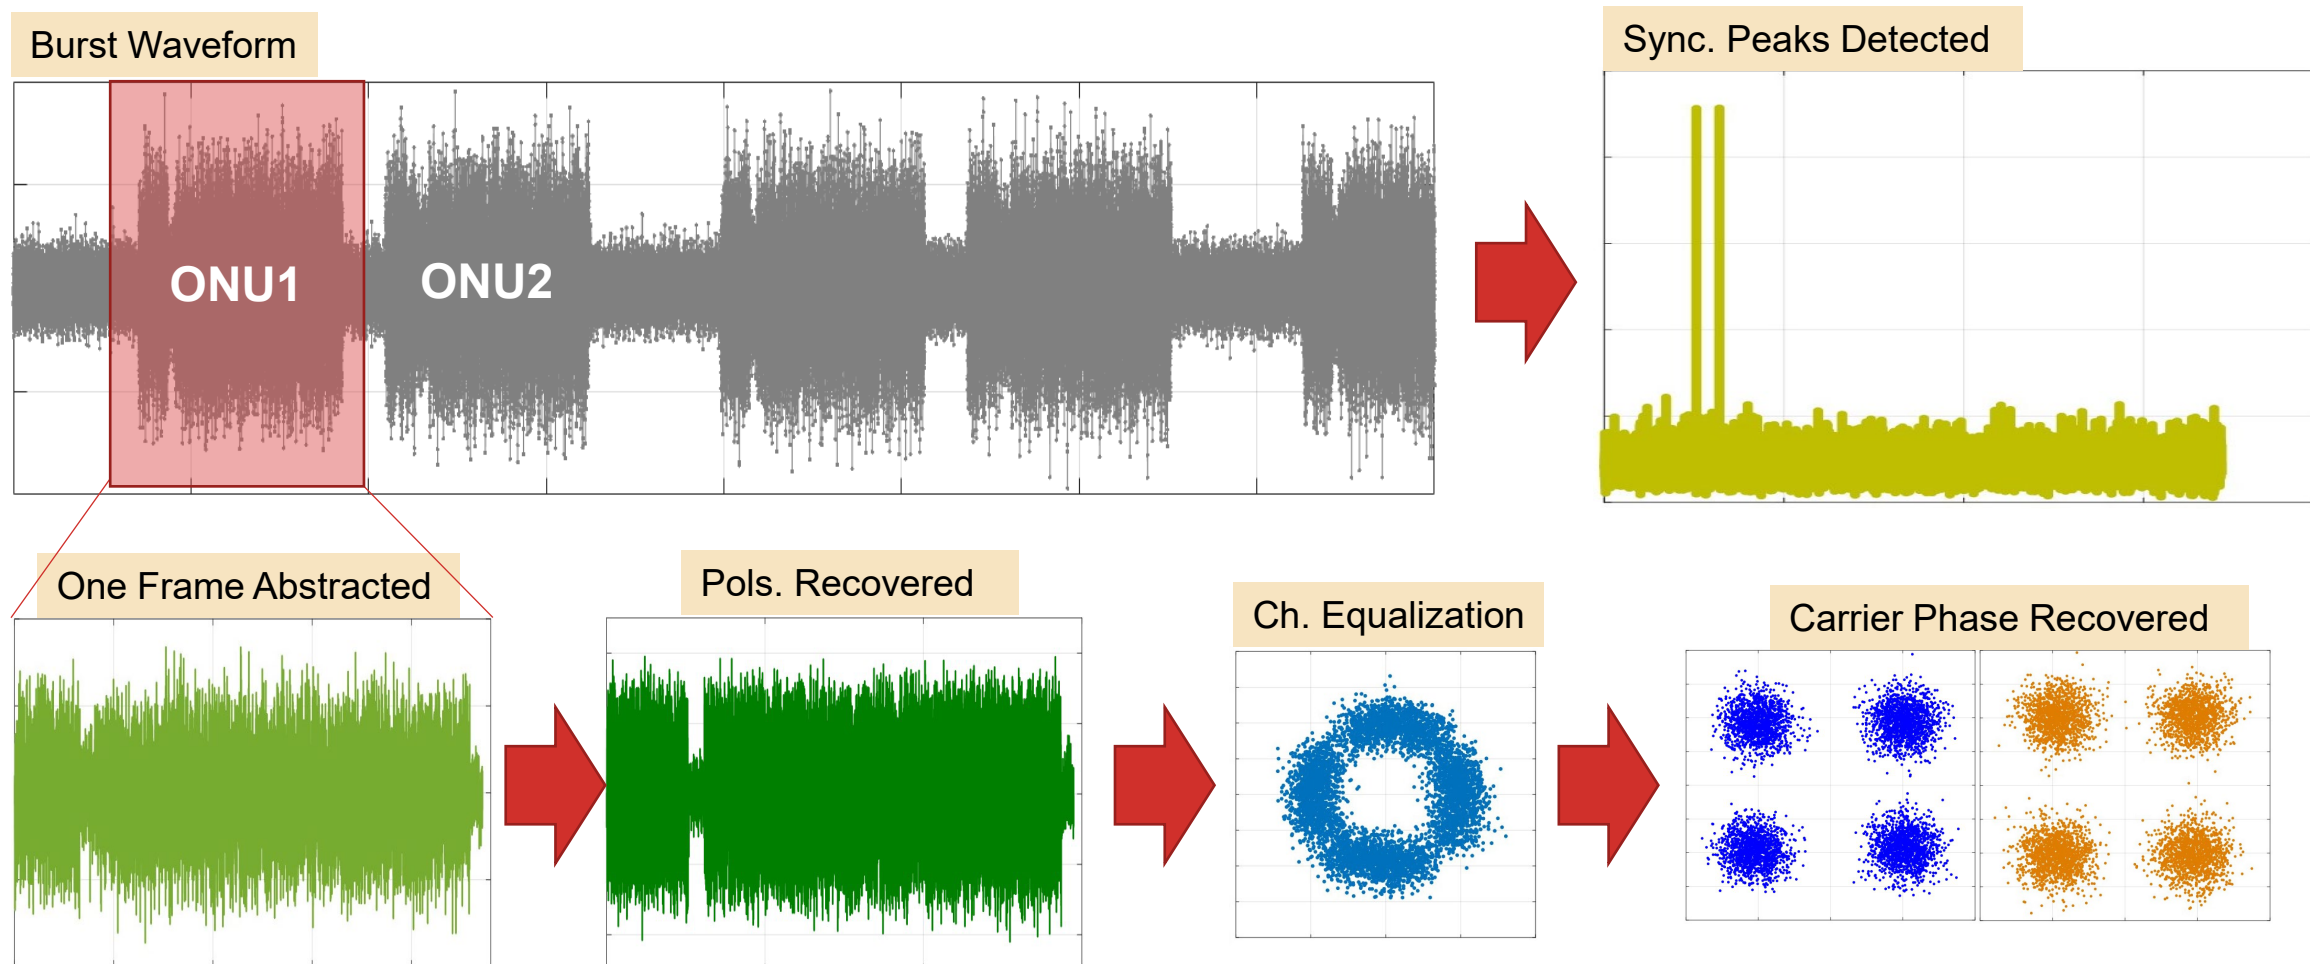 Burst Waveform
Sync. Peaks Detected
ONU1
ONU2
One Frame Abstracted
Pols. Recovered
Ch. Equalization
Carrier Phase Recovered